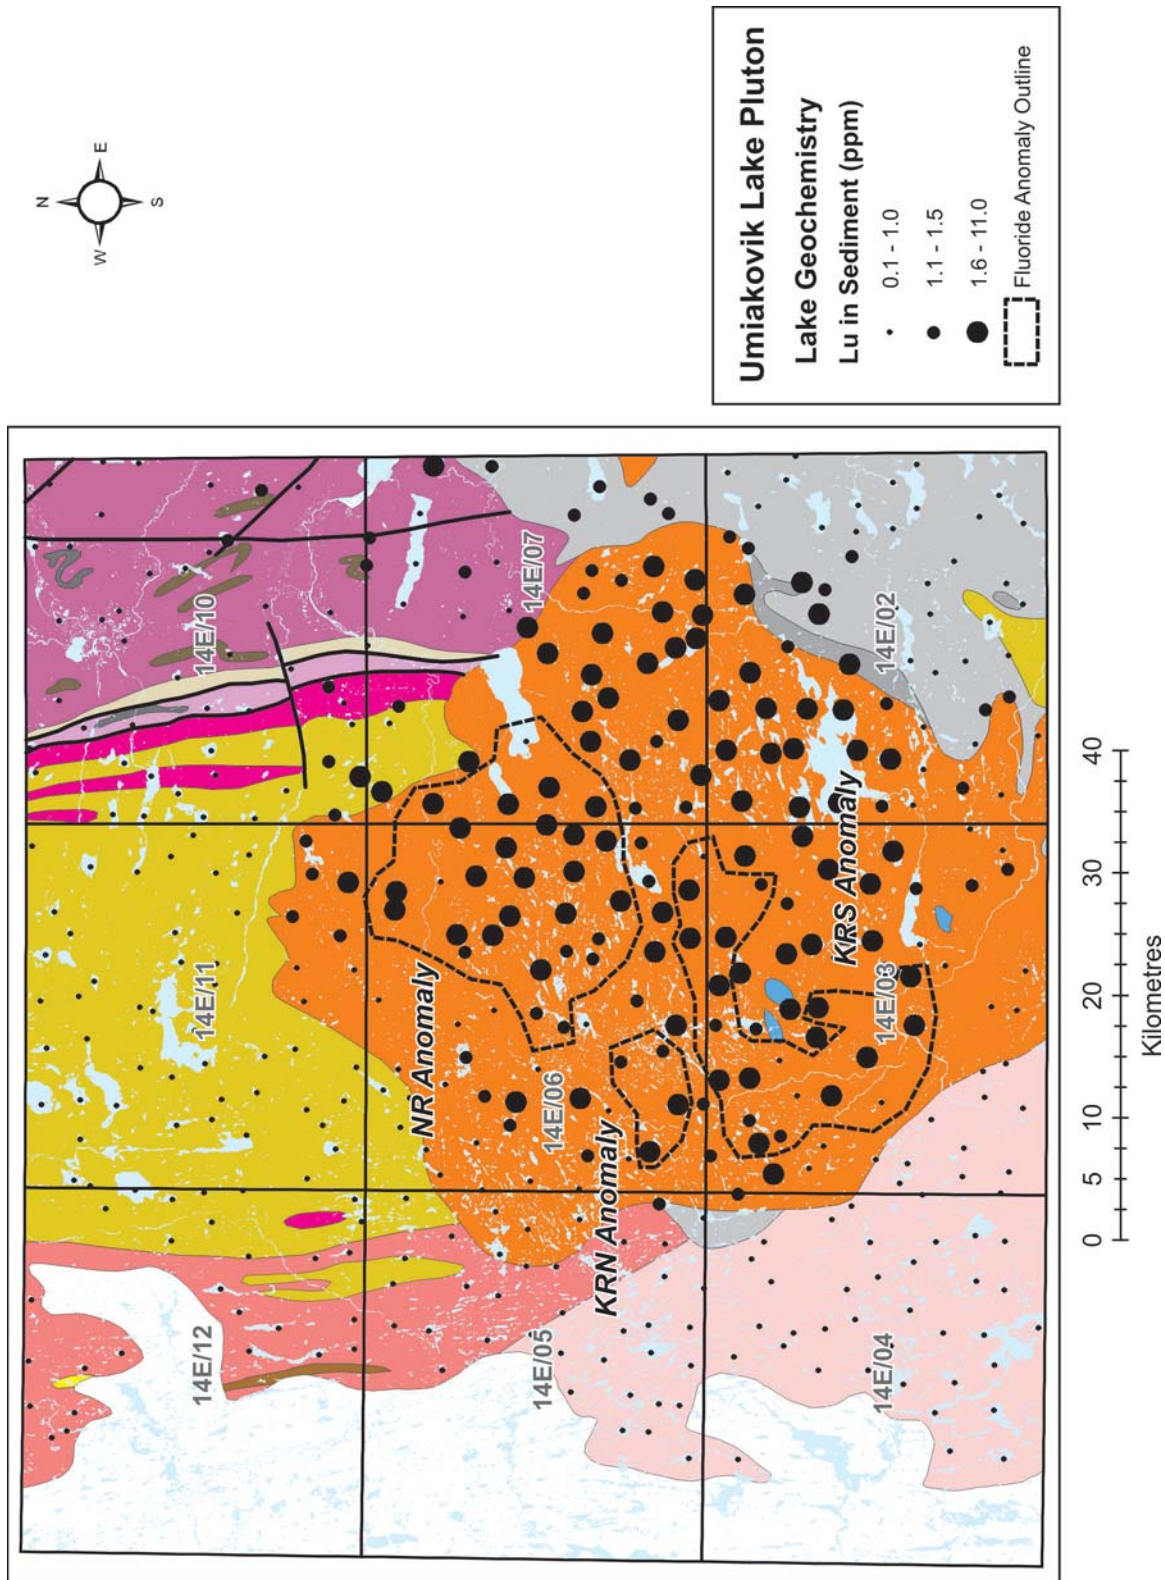 N
W
E
S
Umiakovik Lake Pluton
Lake Geochemistry
Lu in Sediment (ppm)
0.1 - 1.0
1.1 - 1.5
1.6 - 11.0
Fluoride Anomaly Outline
14E/12
14E/11
14E/10
14E/05
14E/06
14E/07
14E/04
14E/03
14E/02
NR Anomaly
KRN Anomaly
KRS Anomaly
0
5
10
20
30
40
Kilometres